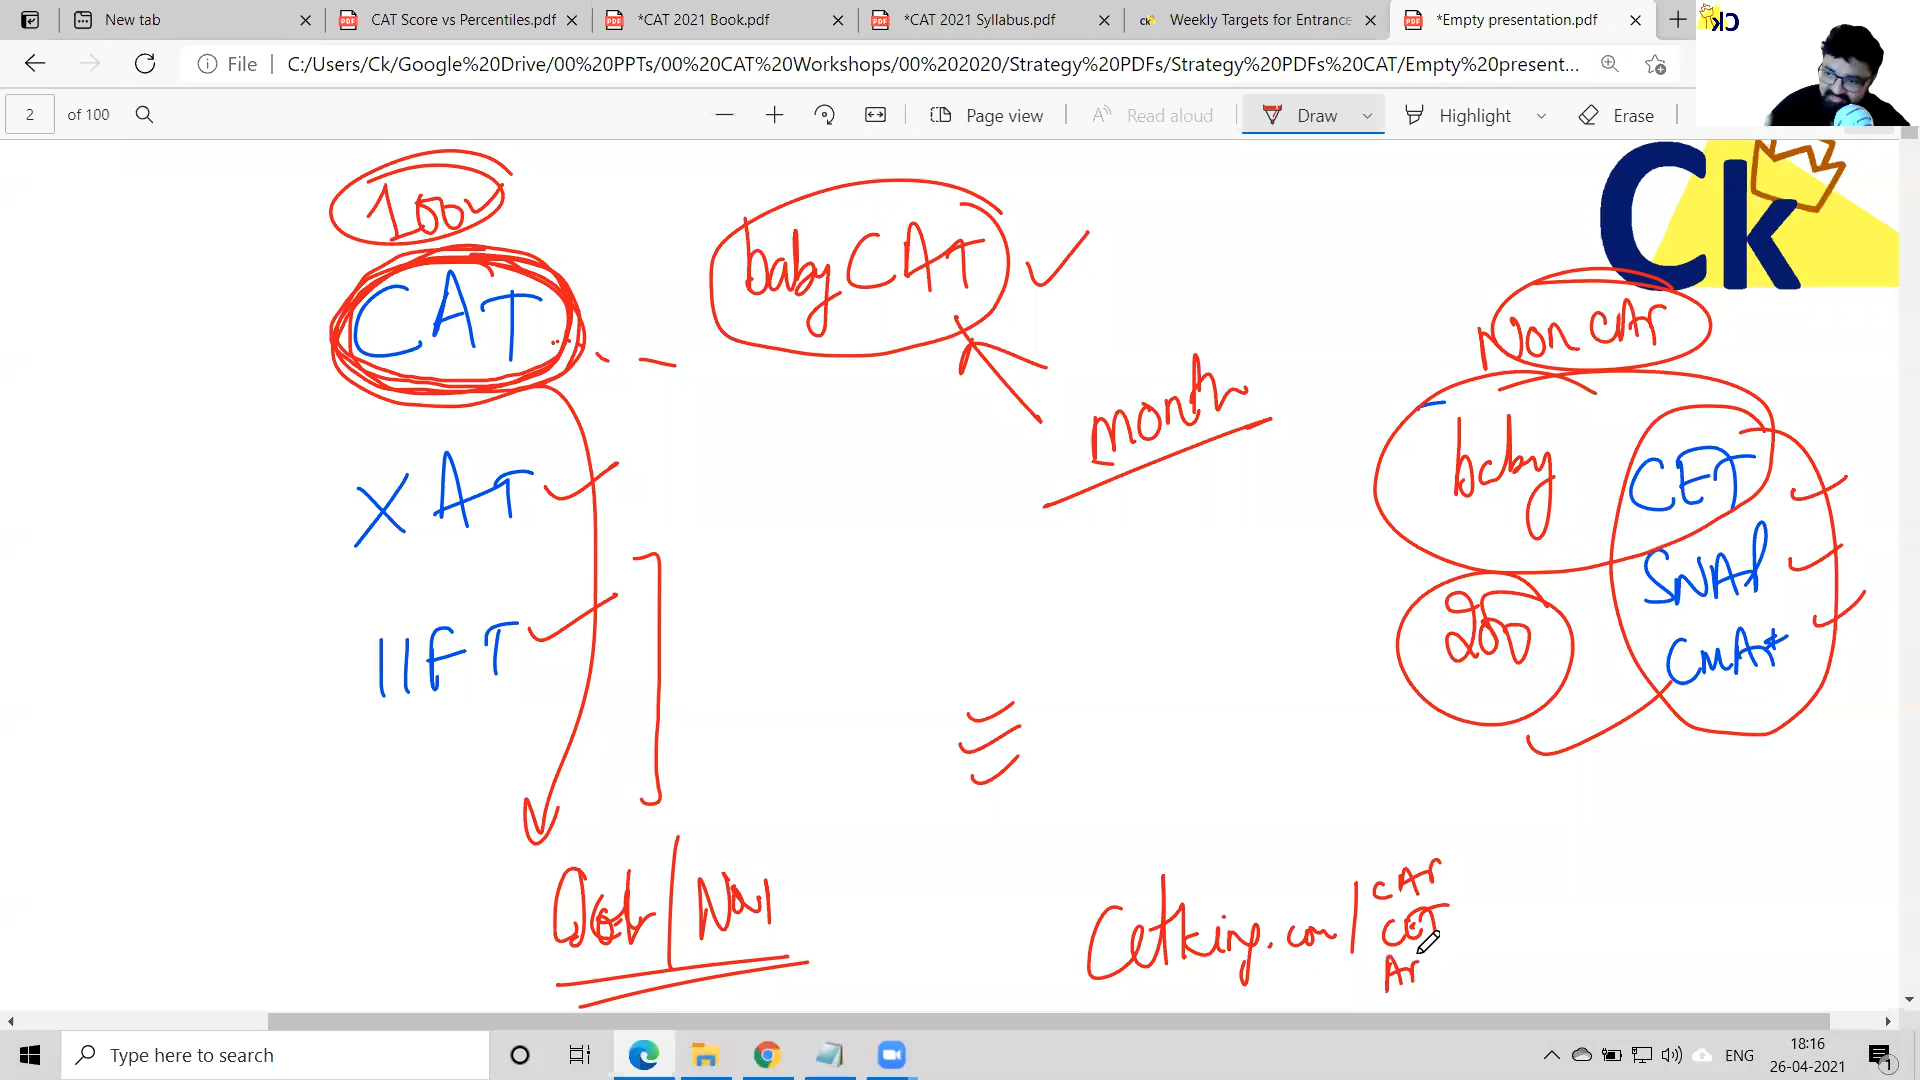 New tab
CAT Score vs Percentiles.pdf
*CAT 2021 Book.pdf
*CAT 2021 Syllabus.pdf
Weekly Targets for Entrance
*Empty presentation.pdf
File
C:/Users/Ck/Google%20Drive/00%20PPTs/00%20CAT%20Workshops/00%202020/Strategy%20PDFs/Strategy%20PDFs%20CAT/Empty%20present...
2 of 100
Page view
Read aloud
Draw
Highlight
Erase
Ck
100
baby CAT
CAT
Non CAT
month
baby CET
XAT
SNAP
200
IIFT
CMAT
Oct / Nov
Cetking.com /
CAT
CET
Type here to search
ENG
18:16
26-04-2021
1